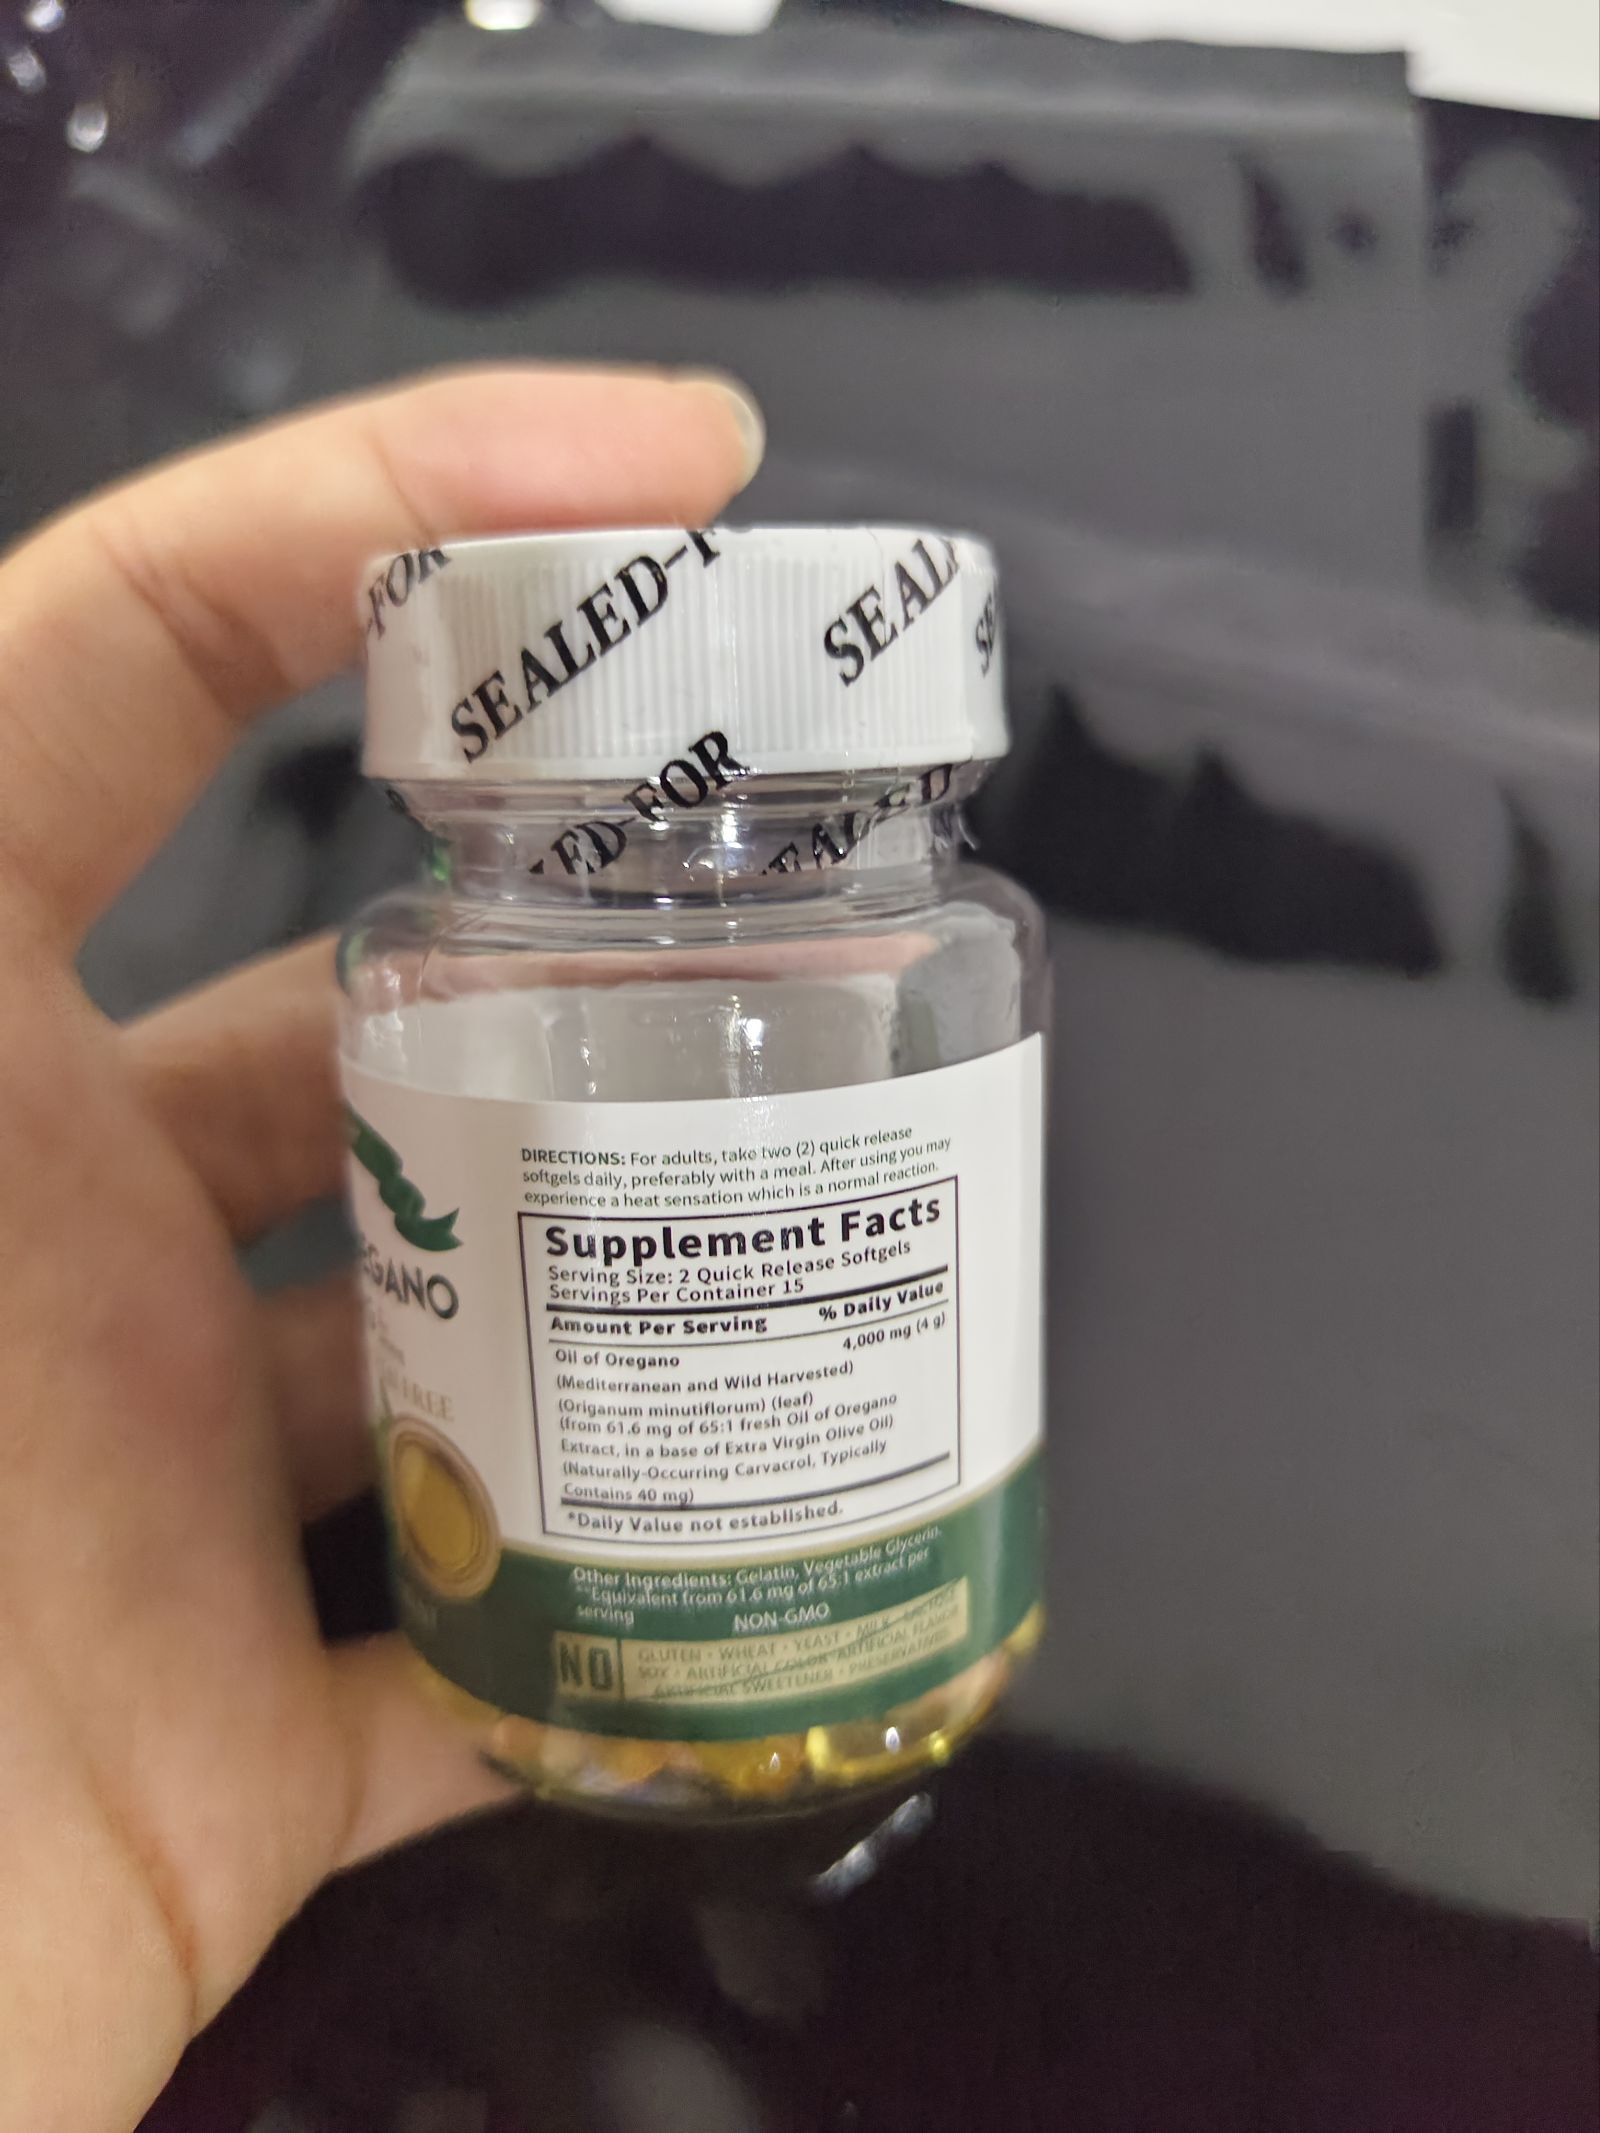 -FOR
SEALED-F
SEAL
SE
LED-FOR
SEALED
DIRECTIONS: For adults, take two (2) quick release
softgels daily, preferably with a meal. After using you may
experience a heat sensation which is a normal reaction.
Supplement Facts
Serving Size: 2 Quick Release Softgels
Servings Per Container 15
Amount Per Serving % Daily Value
Oil of Oregano 4,000 mg (4 g)
(Mediterranean and Wild Harvested)
(Origanum minutiflorum) (leaf)
(from 61.6 mg of 65:1 fresh Oil of Oregano
Extract, in a base of Extra Virgin Olive Oil)
(Naturally-Occurring Carvacrol, Typically
Contains 40 mg)
*Daily Value not established.
Other Ingredients: Gelatin, Vegetable Glycerin.
**Equivalent from 61.6 mg of 65:1 extract per
serving
NON-GMO
NO
GLUTEN · WHEAT · YEAST · MILK · LACTOSE
SOY · ARTIFICIAL COLOR · ARTIFICIAL FLAVOR
ARTIFICIAL SWEETENER · PRESERVATIVES
EGANO
FREE